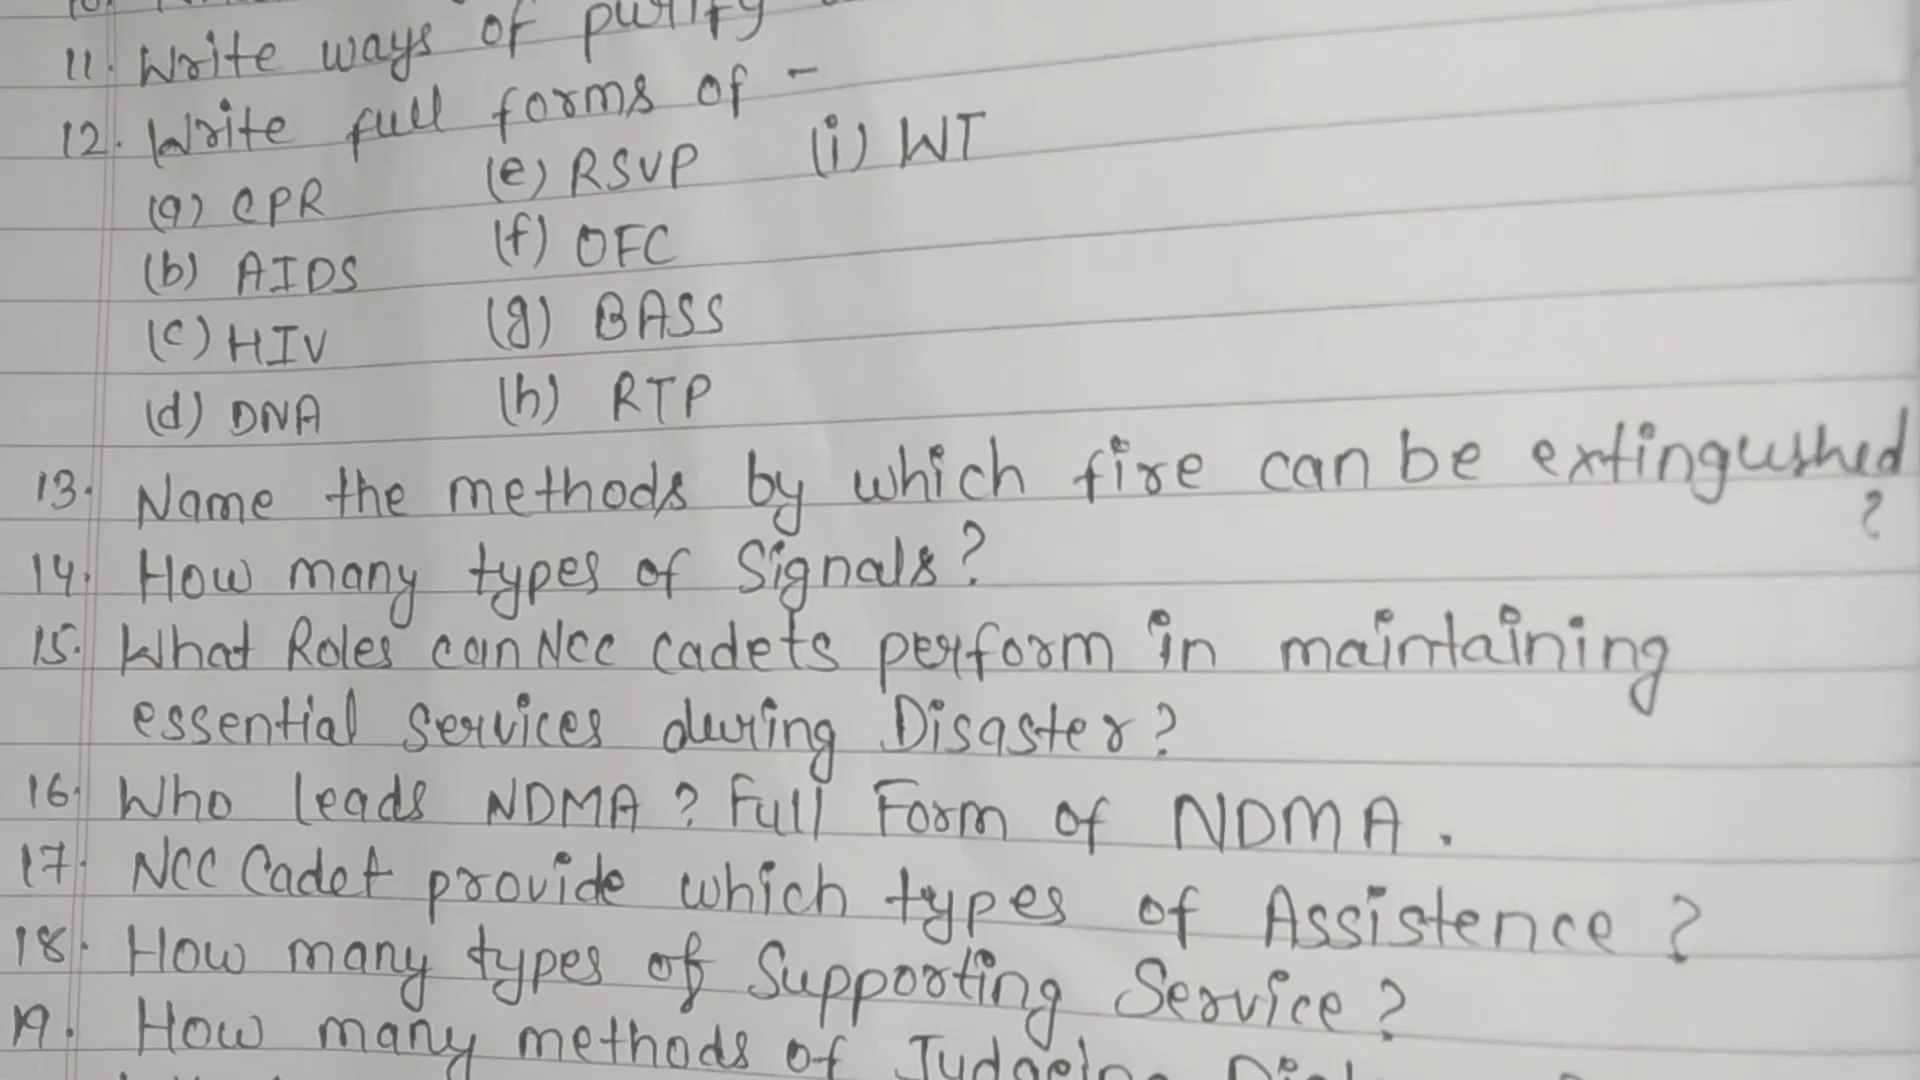 11. Write ways of purify
12. Write full forms of -
(a) CPR (e) RSVP (i) WT
(b) AIDS (f) OFC
(c) HIV (g) BASS
(d) DNA (h) RTP
13. Name the methods by which fire can be extingushed ?
14. How many types of Signals?
15. What Roles can Ncc cadets perform in maintaining
essential services during Disaster?
16. Who leads NDMA ? Full Form of NDMA.
17. NCC Cadet provide which types of Assistence ?
18. How many types of Supporting Service?
19. How many methods of